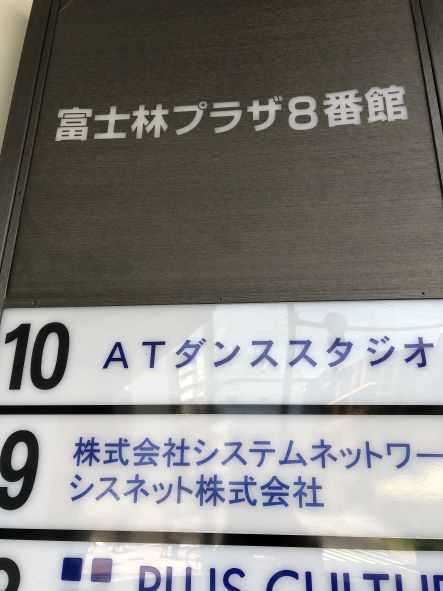 富士林プラザ8番館
10 ATダンススタジオ
9 株式会社システムネットワー
シスネット株式会社
PLUS CULTUR